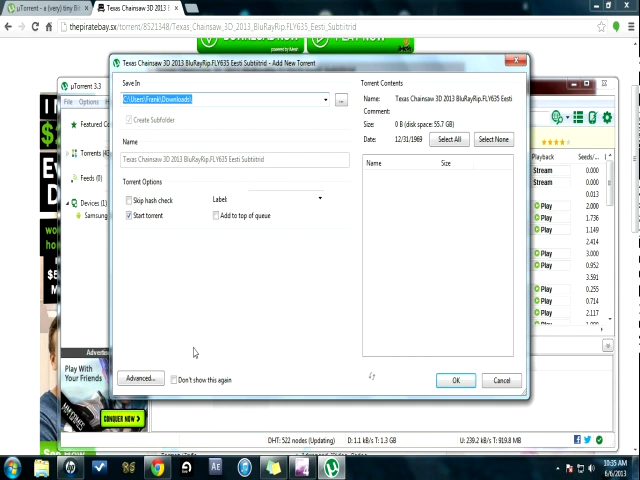 µTorrent - a (very) tiny Bit
Texas Chainsaw 3D 2013 B
thepiratebay.sx/torrent/8521348/Texas_Chainsaw_3D_2013_BluRayRip.FLY635_Eesti_Subtiitrid
Texas Chainsaw 3D 2013 BluRayRip.FLY635 Eesti Subtiitrid - Add New Torrent
µTorrent 3.3
File Options
Featured Co
Torrents (43
Feeds (0)
Devices (1)
Samsung
Save In
C:\Users\Frank\Downloads\
...
Create Subfolder
Name
Texas Chainsaw 3D 2013 BluRayRip.FLY635 Eesti Subtiitrid
Torrent Options
Skip hash check
Label:
Start torrent
Add to top of queue
Advanced...
Don't show this again
Torrent Contents
Name: Texas Chainsaw 3D 2013 BluRayRip.FLY635 Eesti
Comment:
Size: 0 B (disk space: 55.7 GB)
Date: 12/31/1969
Select All
Select None
Name Size
OK
Cancel
Playback Seeds/...
Stream 0.000
Stream 0.000
0.013
Play 2.000
Play 1.736
Play 1.149
2.414
Play 3.000
Play 0.952
3.591
Play 0.255
Play 0.714
Play 2.117
Adverti
Play With
Your Friends
CONQUER NOW
DHT: 522 nodes (Updating) D: 1.1 kB/s T: 1.3 GB U: 239.2 kB/s T: 919.8 MB
Ae
10:35 AM
6/6/2013